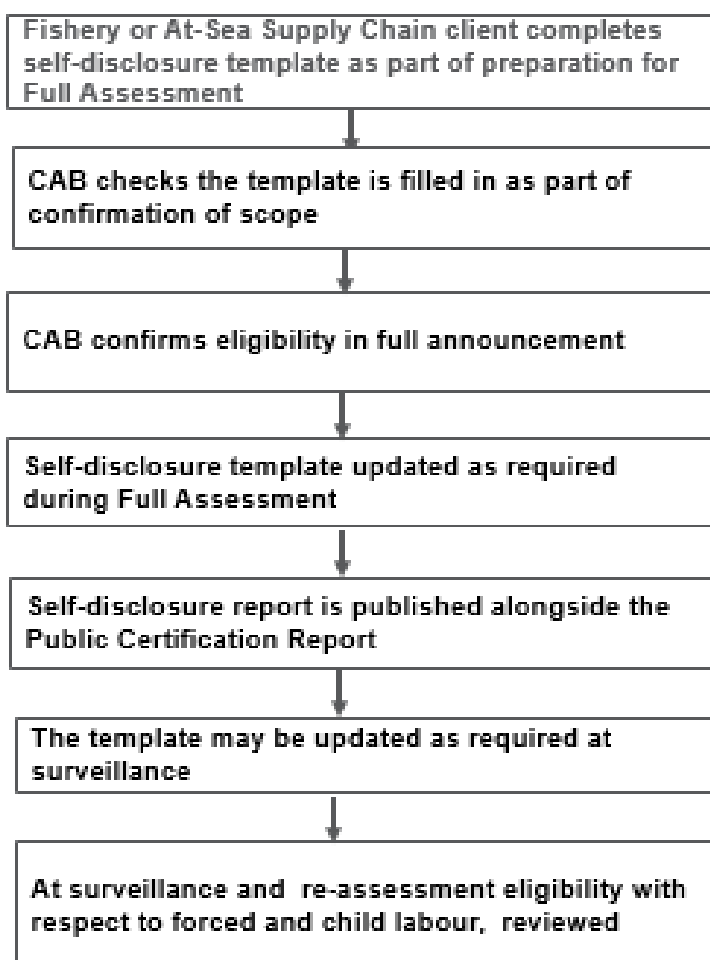 Fishery or At-Sea Supply Chain client completes
self-disclosure template as part of preparation for
Full Assessment
CAB checks the template is filled in as part of
confirmation of scope
CAB confirms eligibility in full announcement
Self-disclosure template updated as required
during Full Assessment
Self-disclosure report is published alongside the
Public Certification Report
The template may be updated as required at
surveillance
At surveillance and re-assessment eligibility with
respect to forced and child labour, reviewed